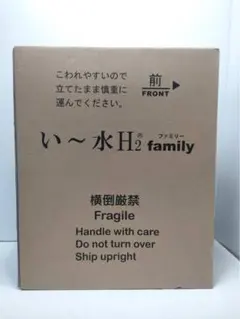 こわれやすいので
立てたまま慎重に
運んでください。
前
FRONT
い～水H2の family
ファミリー
横倒厳禁
Fragile
Handle with care
Do not turn over
Ship upright